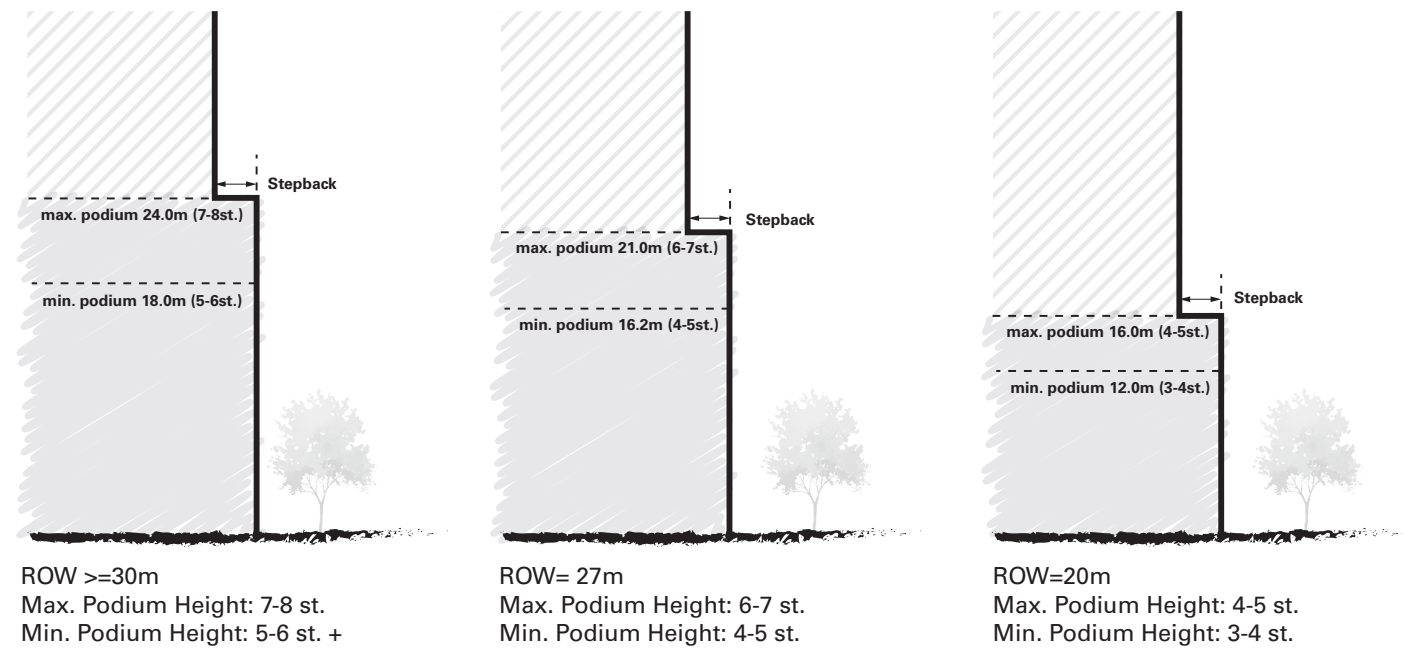 Stepback
max. podium 24.0m (7-8st.)
min. podium 18.0m (5-6st.)
ROW >=30m
Max. Podium Height: 7-8 st.
Min. Podium Height: 5-6 st. +
Stepback
max. podium 21.0m (6-7st.)
min. podium 16.2m (4-5st.)
ROW= 27m
Max. Podium Height: 6-7 st.
Min. Podium Height: 4-5 st.
Stepback
max. podium 16.0m (4-5st.)
min. podium 12.0m (3-4st.)
ROW=20m
Max. Podium Height: 4-5 st.
Min. Podium Height: 3-4 st.